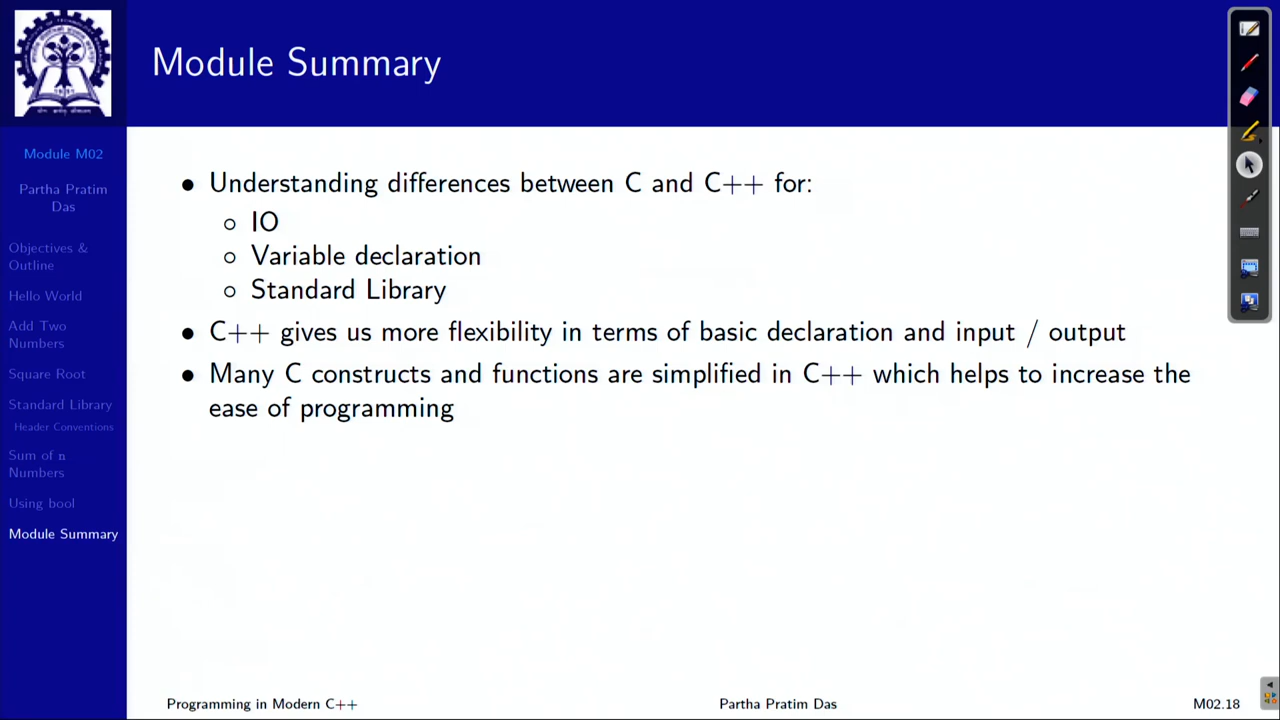 Module Summary
Module M02
Partha Pratim
Das
Objectives &
Outline
Hello World
Add Two
Numbers
Square Root
Standard Library
Header Conventions
Sum of n
Numbers
Using bool
Module Summary
• Understanding differences between C and C++ for:
◦ IO
◦ Variable declaration
◦ Standard Library
• C++ gives us more flexibility in terms of basic declaration and input / output
• Many C constructs and functions are simplified in C++ which helps to increase the
ease of programming
Programming in Modern C++
Partha Pratim Das
M02.18